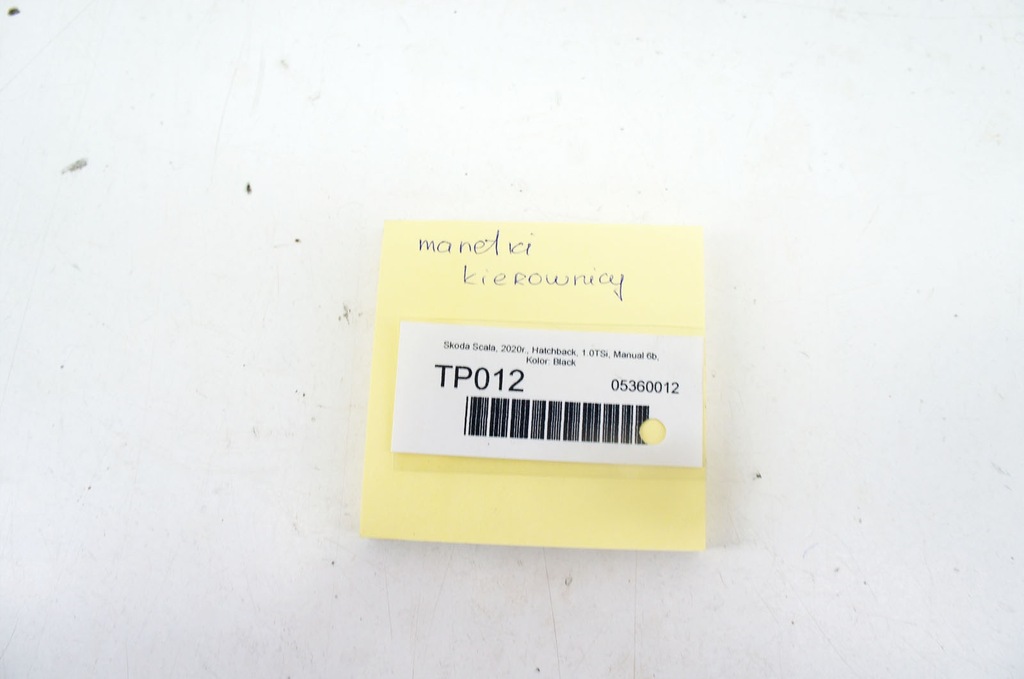 manetki
kierownicy
Skoda Scala, 2020r., Hatchback, 1.0TSi, Manual 6b,
Kolor: Black
TP012 05360012